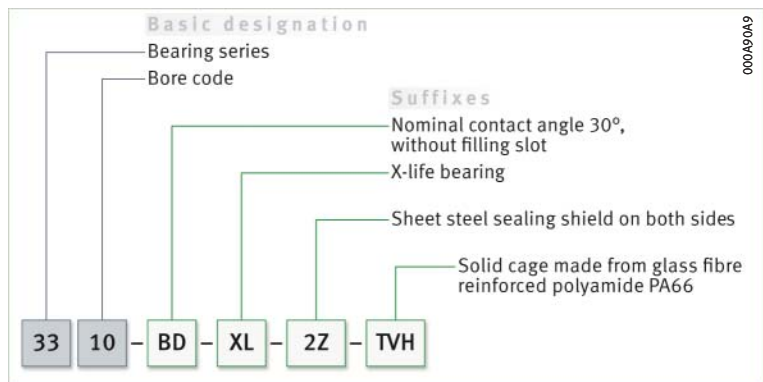 Basic designation
Bearing series
Bore code
Suffixes
Nominal contact angle 30°,
without filling slot
X-life bearing
Sheet steel sealing shield on both sides
Solid cage made from glass fibre
reinforced polyamide PA66
33 10 – BD – XL – 2Z – TVH
000A90A9